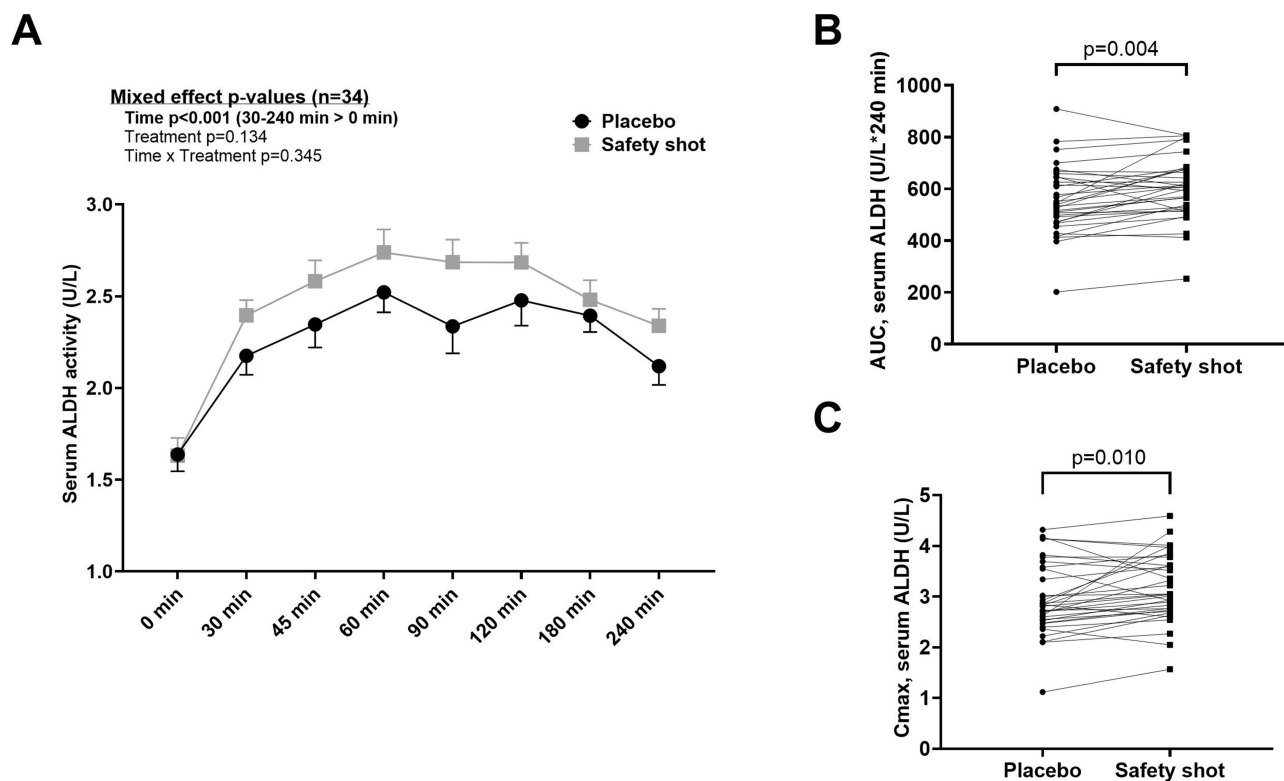 A
Mixed effect p-values (n=34)
Time p<0.001 (30-240 min > 0 min)
Treatment p=0.134
Time x Treatment p=0.345
Placebo
Safety shot
Serum ALDH activity (U/L)
3.0
2.5
2.0
1.5
1.0
0 min
30 min
45 min
60 min
90 min
120 min
180 min
240 min
B
p=0.004
AUC, serum ALDH (U/L*240 min)
1000
800
600
400
200
0
Placebo
Safety shot
C
p=0.010
Cmax, serum ALDH (U/L)
5
4
3
2
1
0
Placebo
Safety shot